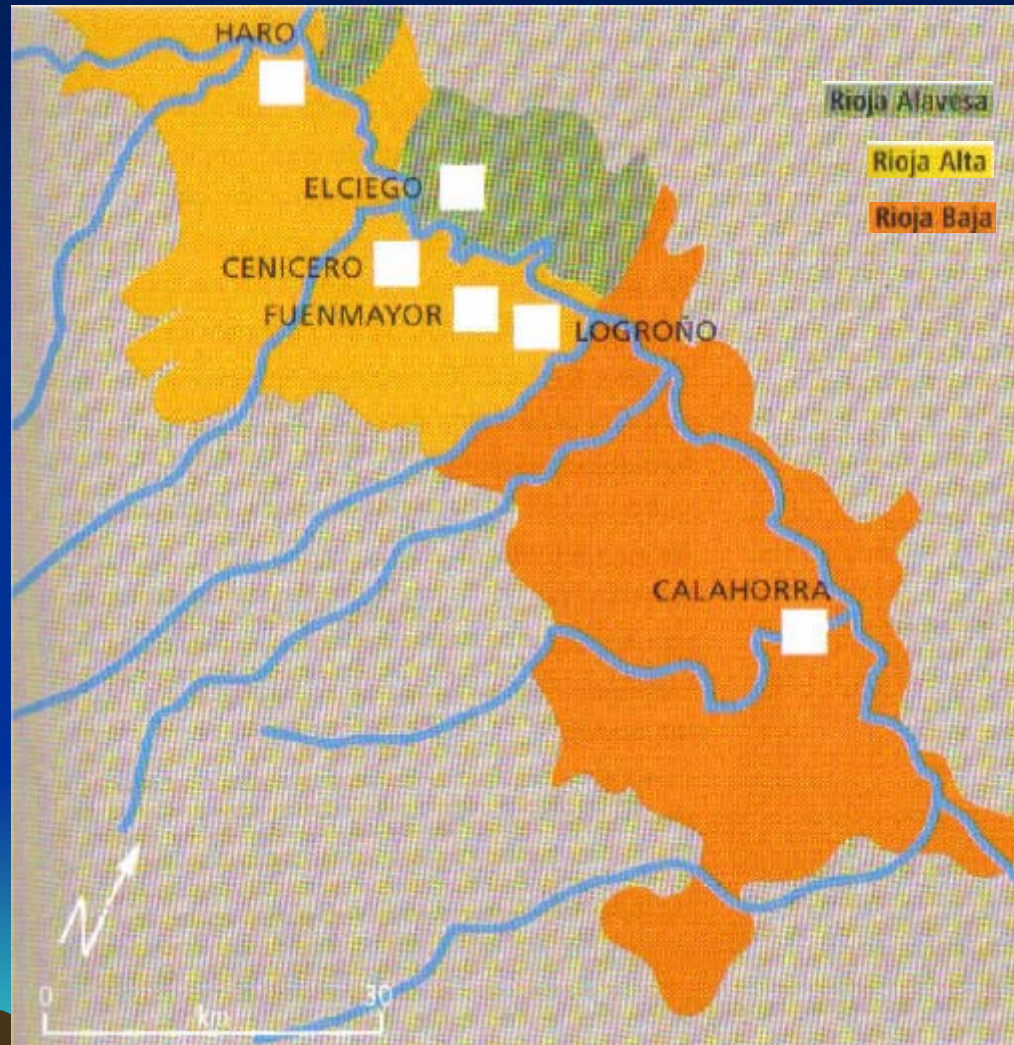 HARO
Rioja Alavesa
Rioja Alta
ELCIEGO
Rioja Baja
CENICERO
FUENMAYOR
LOGROÑO
CALAHORRA
N
0 30
km